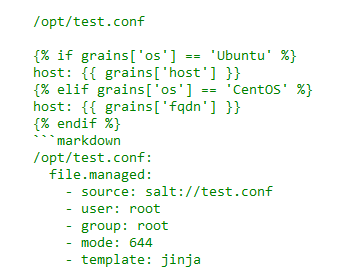 /opt/test.conf
{% if grains['os'] == 'Ubuntu' %}
host: {{ grains['host'] }}
{% elif grains['os'] == 'CentOS' %}
host: {{ grains['fqdn'] }}
{% endif %}
```markdown
/opt/test.conf:
  file.managed:
    - source: salt://test.conf
    - user: root
    - group: root
    - mode: 644
    - template: jinja